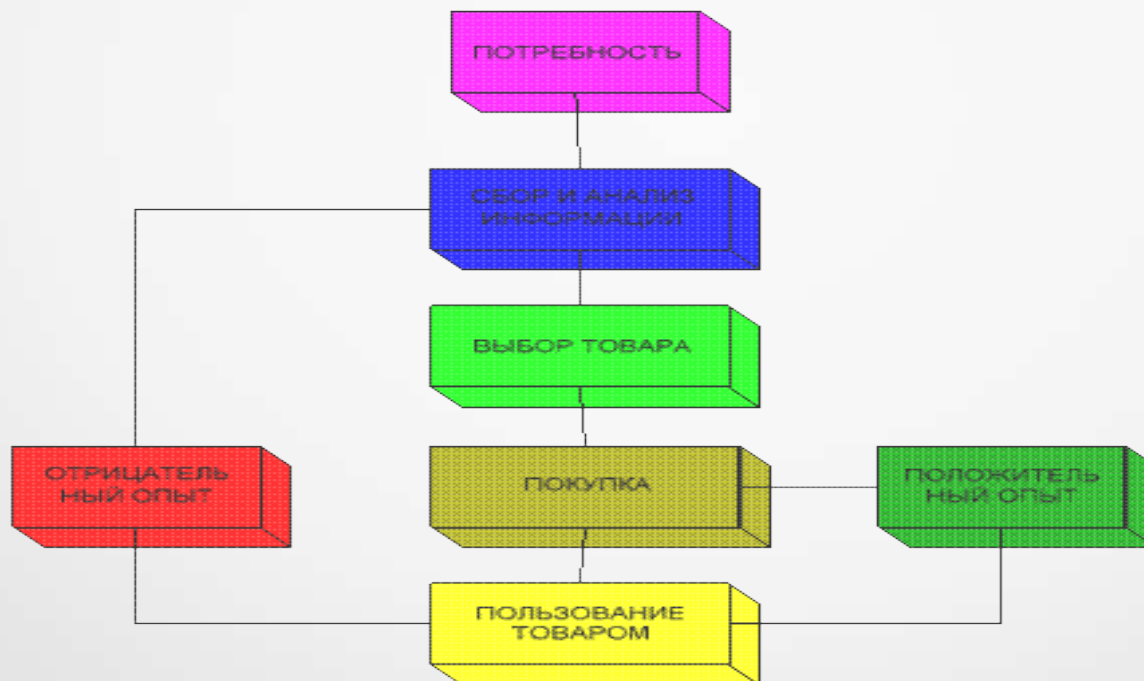 ПОТРЕБНОСТЬ
СБОР И АНАЛИЗ
ИНФОРМАЦИИ
ВЫБОР ТОВАРА
ОТРИЦАТЕЛЬ
НЫЙ ОПЫТ
ПОКУПКА
ПОЛОЖИТЕЛЬ
НЫЙ ОПЫТ
ПОЛЬЗОВАНИЕ
ТОВАРОМ